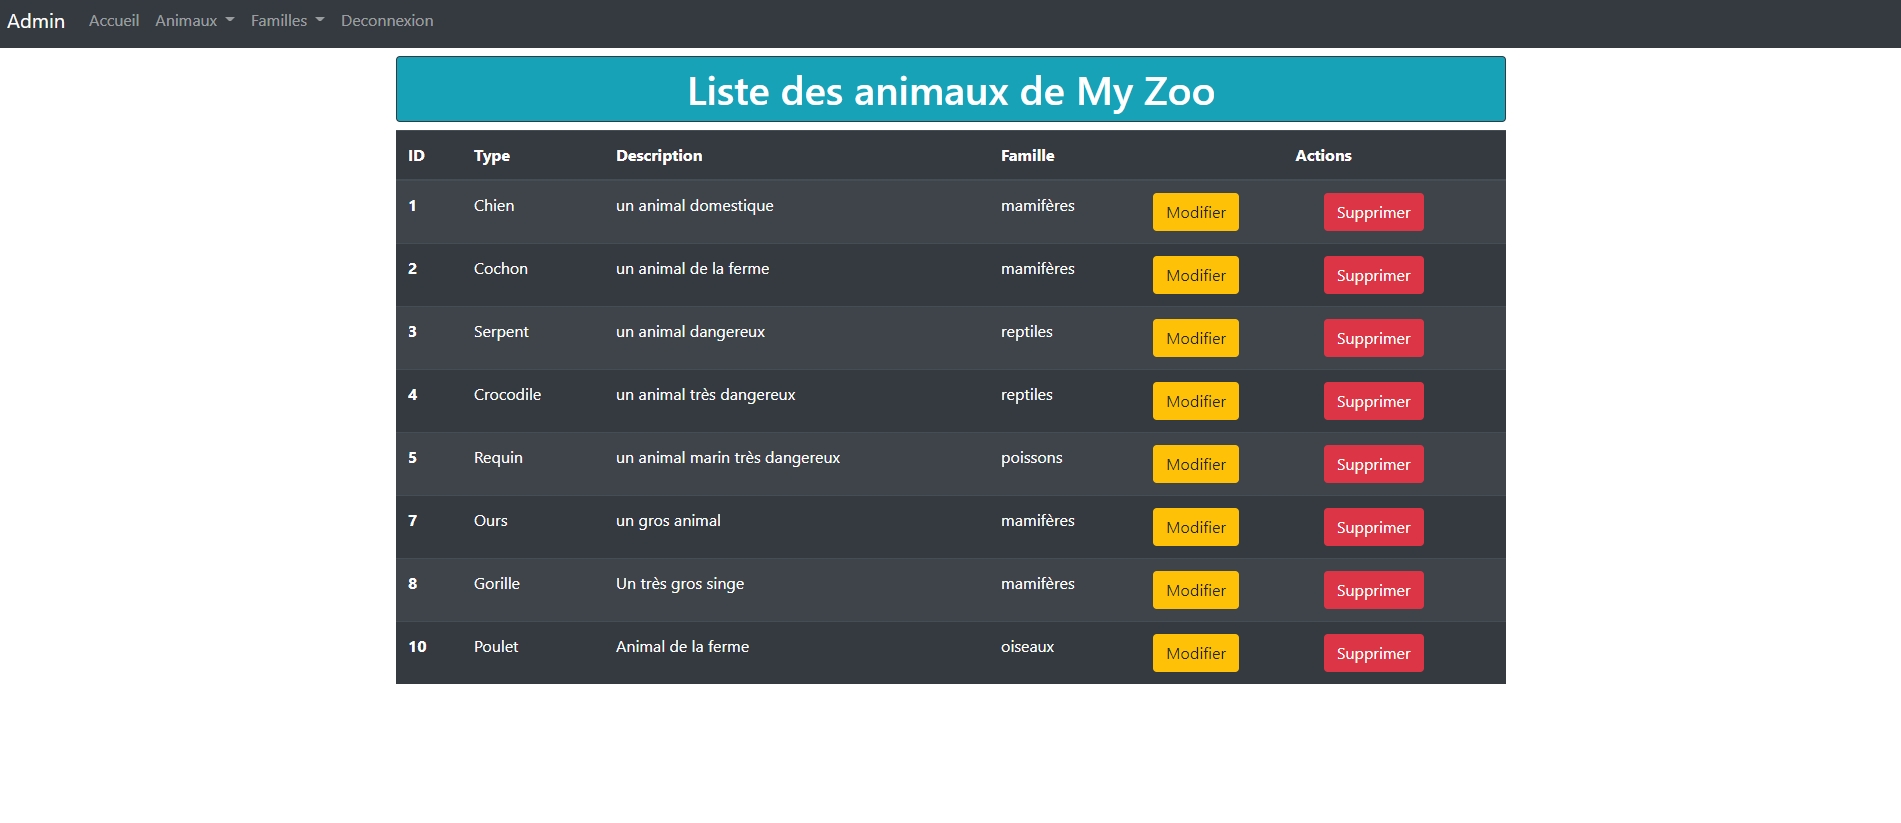 Admin Accueil Animaux Familles Deconnexion
Liste des animaux de My Zoo
ID Type Description Famille Actions
1 Chien un animal domestique mamifères Modifier Supprimer
2 Cochon un animal de la ferme mamifères Modifier Supprimer
3 Serpent un animal dangereux reptiles Modifier Supprimer
4 Crocodile un animal très dangereux reptiles Modifier Supprimer
5 Requin un animal marin très dangereux poissons Modifier Supprimer
7 Ours un gros animal mamifères Modifier Supprimer
8 Gorille Un très gros singe mamifères Modifier Supprimer
10 Poulet Animal de la ferme oiseaux Modifier Supprimer